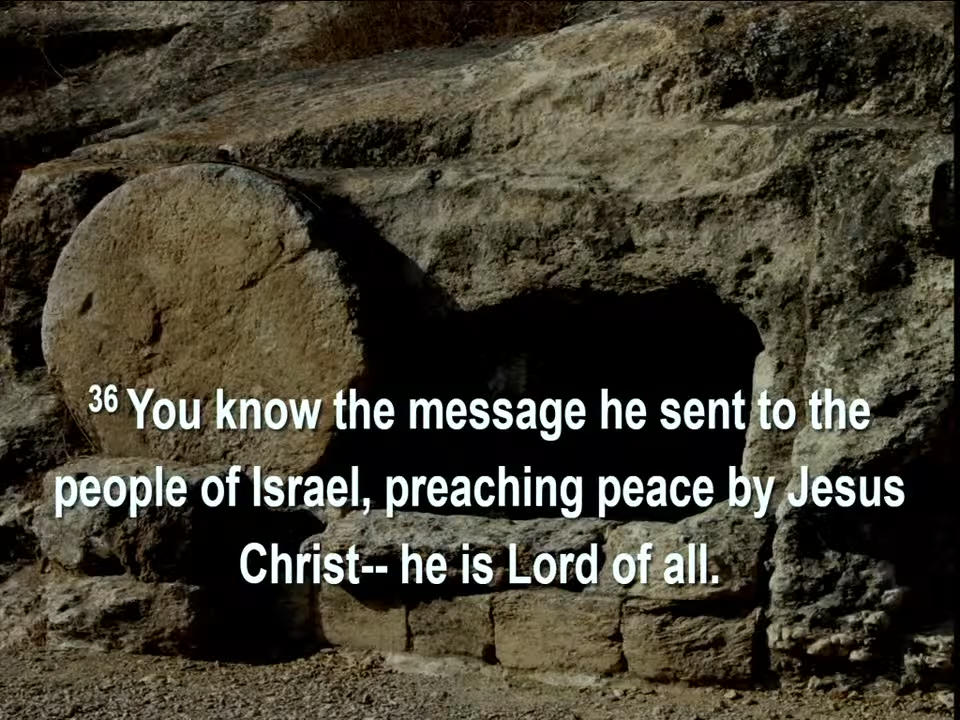 36 You know the message he sent to the
people of Israel, preaching peace by Jesus
Christ-- he is Lord of all.